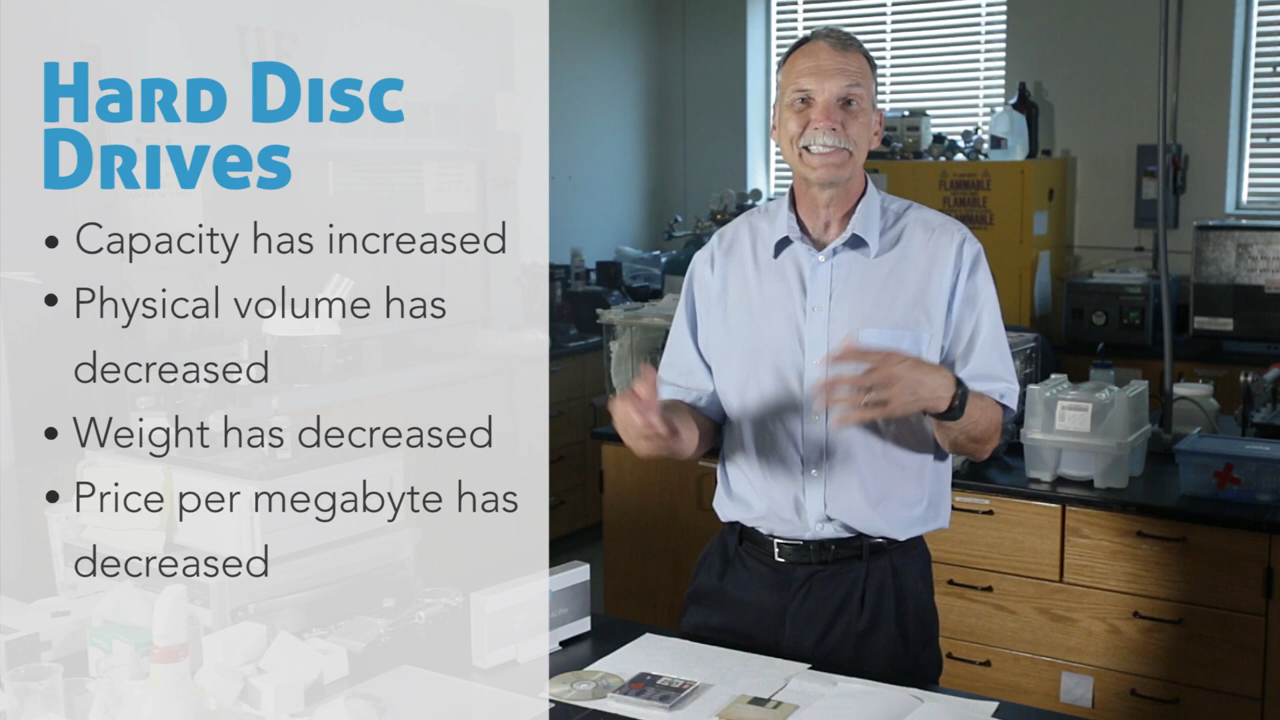 Hard Disc
Drives
• Capacity has increased
• Physical volume has
decreased
• Weight has decreased
• Price per megabyte has
decreased
FLAMMABLE
FLAMABLE
FLAMMABLE